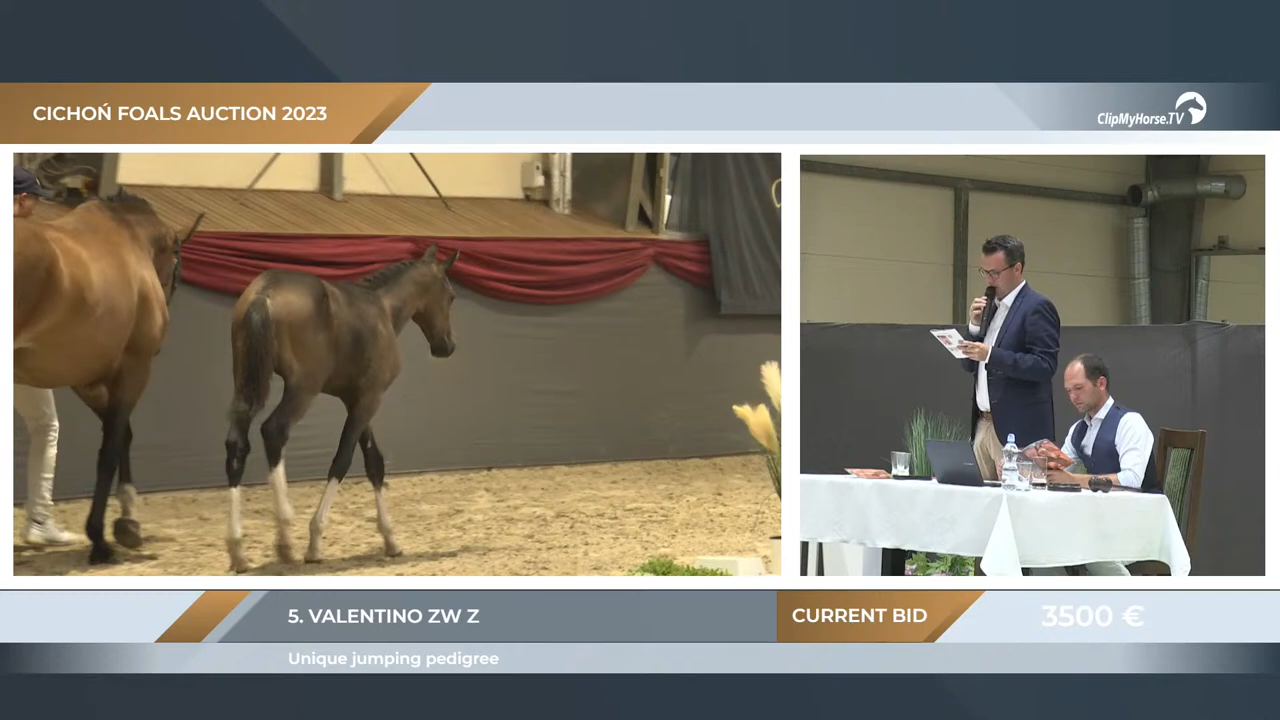 CICHOŃ FOALS AUCTION 2023
ClipMyHorse.TV
5. VALENTINO ZW Z
CURRENT BID
3500 €
Unique jumping pedigree